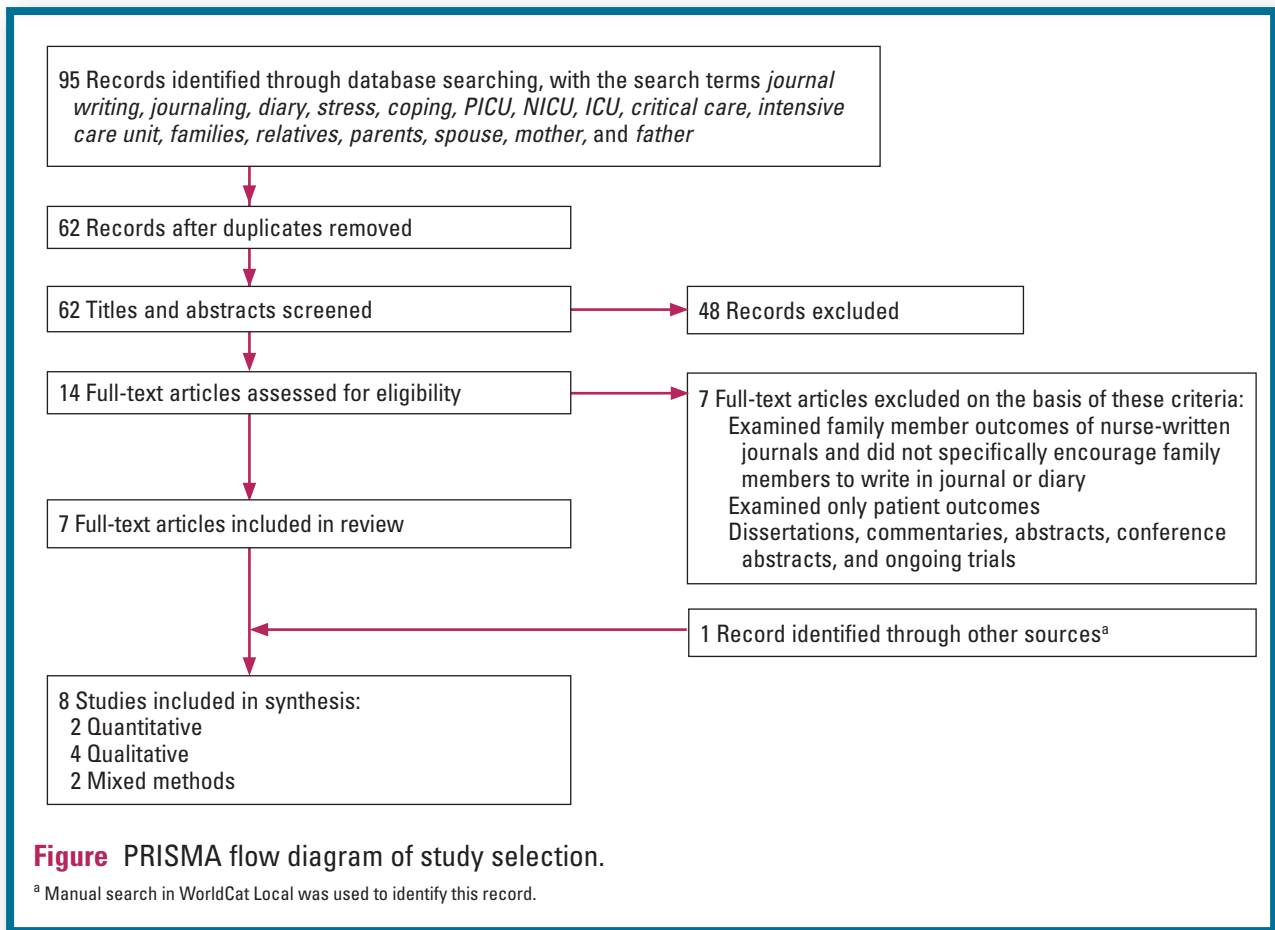 95 Records identified through database searching, with the search terms journal
writing, journaling, diary, stress, coping, PICU, NICU, ICU, critical care, intensive
care unit, families, relatives, parents, spouse, mother, and father
62 Records after duplicates removed
62 Titles and abstracts screened
48 Records excluded
14 Full-text articles assessed for eligibility
7 Full-text articles excluded on the basis of these criteria:
Examined family member outcomes of nurse-written
journals and did not specifically encourage family
members to write in journal or diary
Examined only patient outcomes
Dissertations, commentaries, abstracts, conference
abstracts, and ongoing trials
7 Full-text articles included in review
1 Record identified through other sourcesᵃ
8 Studies included in synthesis:
2 Quantitative
4 Qualitative
2 Mixed methods
Figure PRISMA flow diagram of study selection.
ᵃ Manual search in WorldCat Local was used to identify this record.